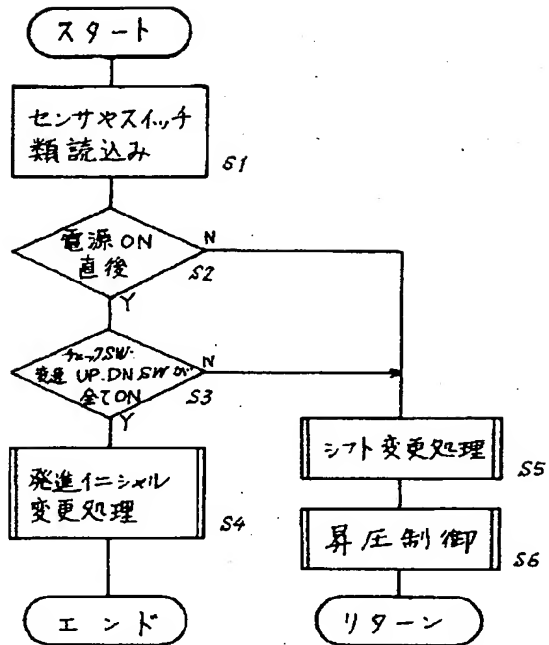 スタート
センサやスイッチ
類読込み
S1
電源ON
直後
N
S2
Y
チェックSW・
変速UP.DN SWが
全てON
N
S3
Y
発進イニシャル
変更処理
S4
エンド
シフト変更処理
S5
昇圧制御
S6
リターン